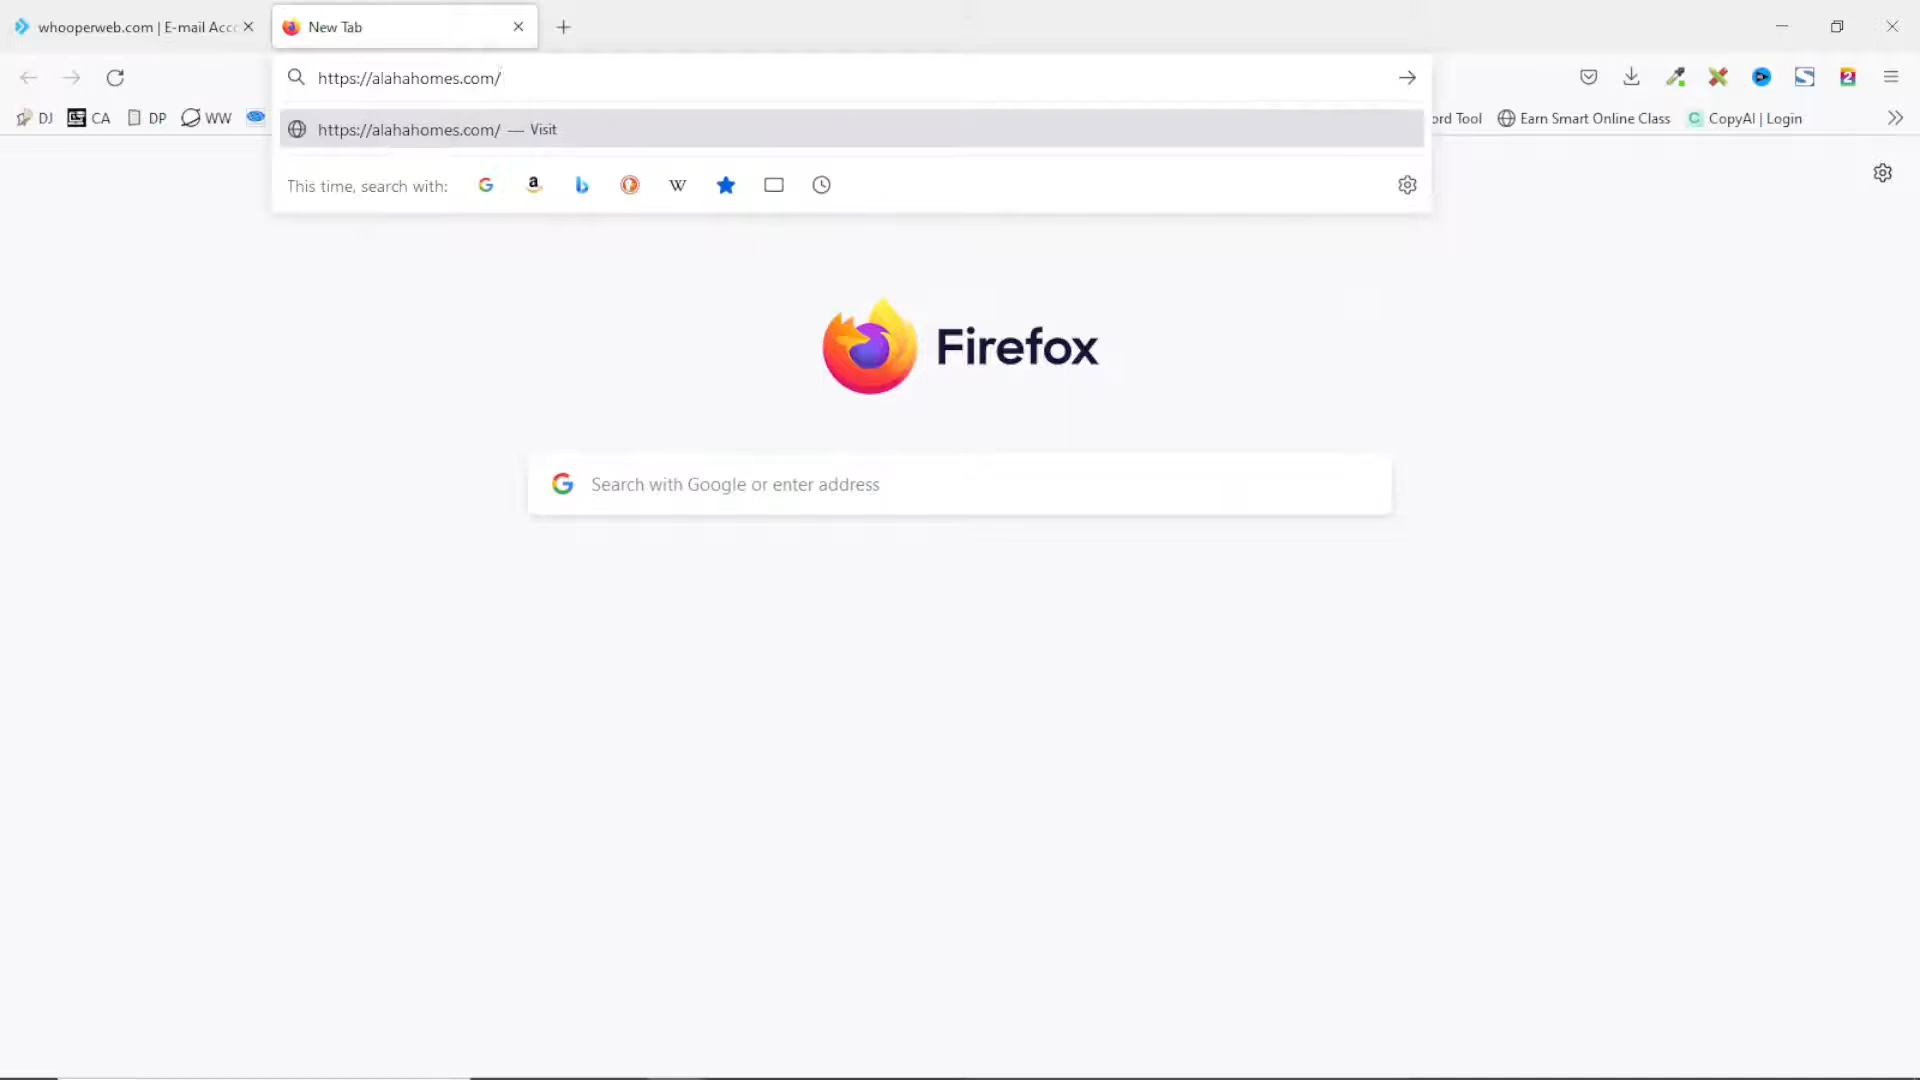 whooperweb.com | E-mail Acc
New Tab
https://alahahomes.com/
DJ CA DP WW
Tool Earn Smart Online Class CopyAI | Login
https://alahahomes.com/ — Visit
This time, search with:
Firefox
Search with Google or enter address